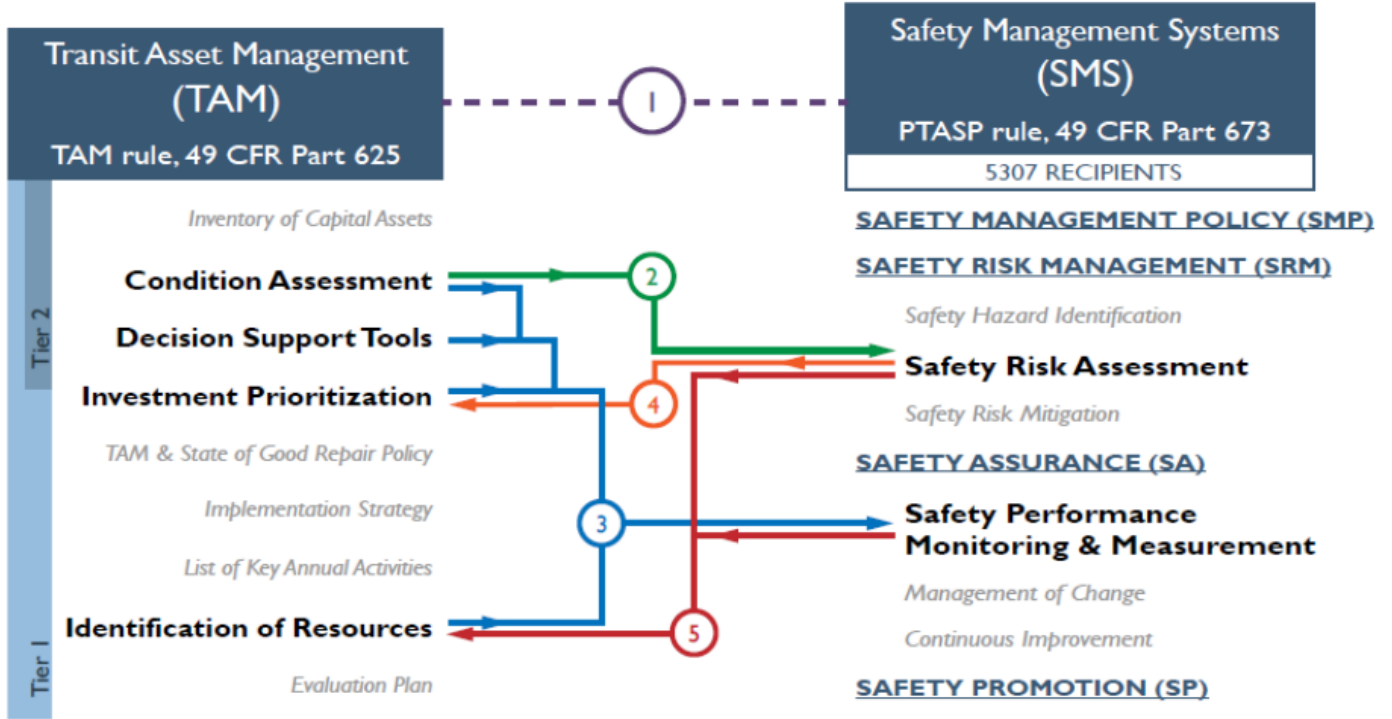 Transit Asset Management
(TAM)
TAM rule, 49 CFR Part 625
1
Safety Management Systems
(SMS)
PTASP rule, 49 CFR Part 673
5307 RECIPIENTS
Tier 2
Tier 1
Inventory of Capital Assets
Condition Assessment
Decision Support Tools
Investment Prioritization
TAM & State of Good Repair Policy
Implementation Strategy
List of Key Annual Activities
Identification of Resources
Evaluation Plan
2
4
3
5
SAFETY MANAGEMENT POLICY (SMP)
SAFETY RISK MANAGEMENT (SRM)
Safety Hazard Identification
Safety Risk Assessment
Safety Risk Mitigation
SAFETY ASSURANCE (SA)
Safety Performance
Monitoring & Measurement
Management of Change
Continuous Improvement
SAFETY PROMOTION (SP)